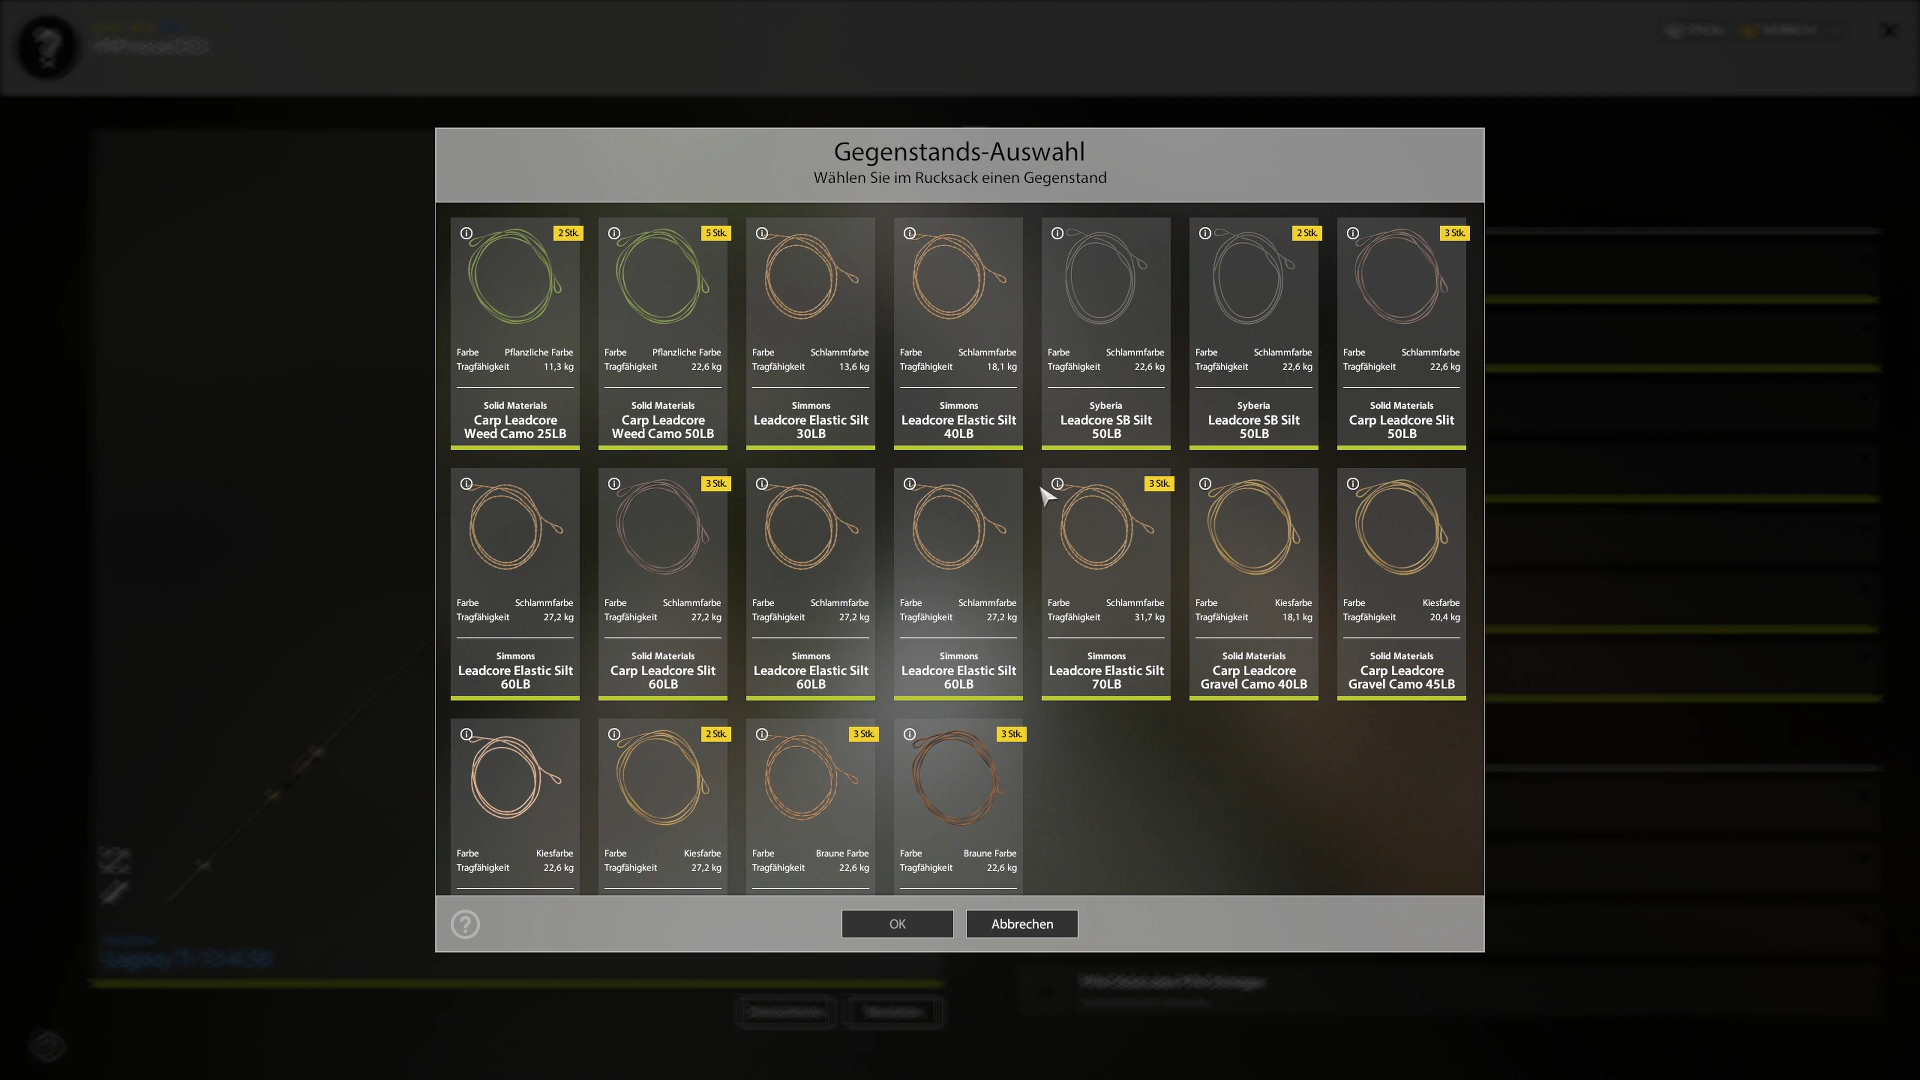 Gegenstands-Auswahl
Wählen Sie im Rucksack einen Gegenstand
2 Stk.
Farbe Pflanzliche Farbe
Tragfähigkeit 11,3 kg
Solid Materials
Carp Leadcore
Weed Camo 25LB
5 Stk.
Farbe Pflanzliche Farbe
Tragfähigkeit 22,6 kg
Solid Materials
Carp Leadcore
Weed Camo 50LB
Farbe Schlammfarbe
Tragfähigkeit 13,6 kg
Simmons
Leadcore Elastic Silt
30LB
Farbe Schlammfarbe
Tragfähigkeit 18,1 kg
Simmons
Leadcore Elastic Silt
40LB
Farbe Schlammfarbe
Tragfähigkeit 22,6 kg
Syberia
Leadcore SB Silt
50LB
2 Stk.
Farbe Schlammfarbe
Tragfähigkeit 22,6 kg
Syberia
Leadcore SB Silt
50LB
3 Stk.
Farbe Schlammfarbe
Tragfähigkeit 22,6 kg
Solid Materials
Carp Leadcore Slit
50LB
Farbe Schlammfarbe
Tragfähigkeit 27,2 kg
Simmons
Leadcore Elastic Silt
60LB
3 Stk.
Farbe Schlammfarbe
Tragfähigkeit 27,2 kg
Solid Materials
Carp Leadcore Slit
60LB
Farbe Schlammfarbe
Tragfähigkeit 27,2 kg
Simmons
Leadcore Elastic Silt
60LB
Farbe Schlammfarbe
Tragfähigkeit 27,2 kg
Simmons
Leadcore Elastic Silt
60LB
3 Stk.
Farbe Schlammfarbe
Tragfähigkeit 31,7 kg
Simmons
Leadcore Elastic Silt
70LB
Farbe Kiesfarbe
Tragfähigkeit 18,1 kg
Solid Materials
Carp Leadcore
Gravel Camo 40LB
Farbe Kiesfarbe
Tragfähigkeit 20,4 kg
Solid Materials
Carp Leadcore
Gravel Camo 45LB
Farbe Kiesfarbe
Tragfähigkeit 22,6 kg
2 Stk.
Farbe Kiesfarbe
Tragfähigkeit 27,2 kg
3 Stk.
Farbe Braune Farbe
Tragfähigkeit 22,6 kg
3 Stk.
Farbe Braune Farbe
Tragfähigkeit 22,6 kg
OK
Abbrechen